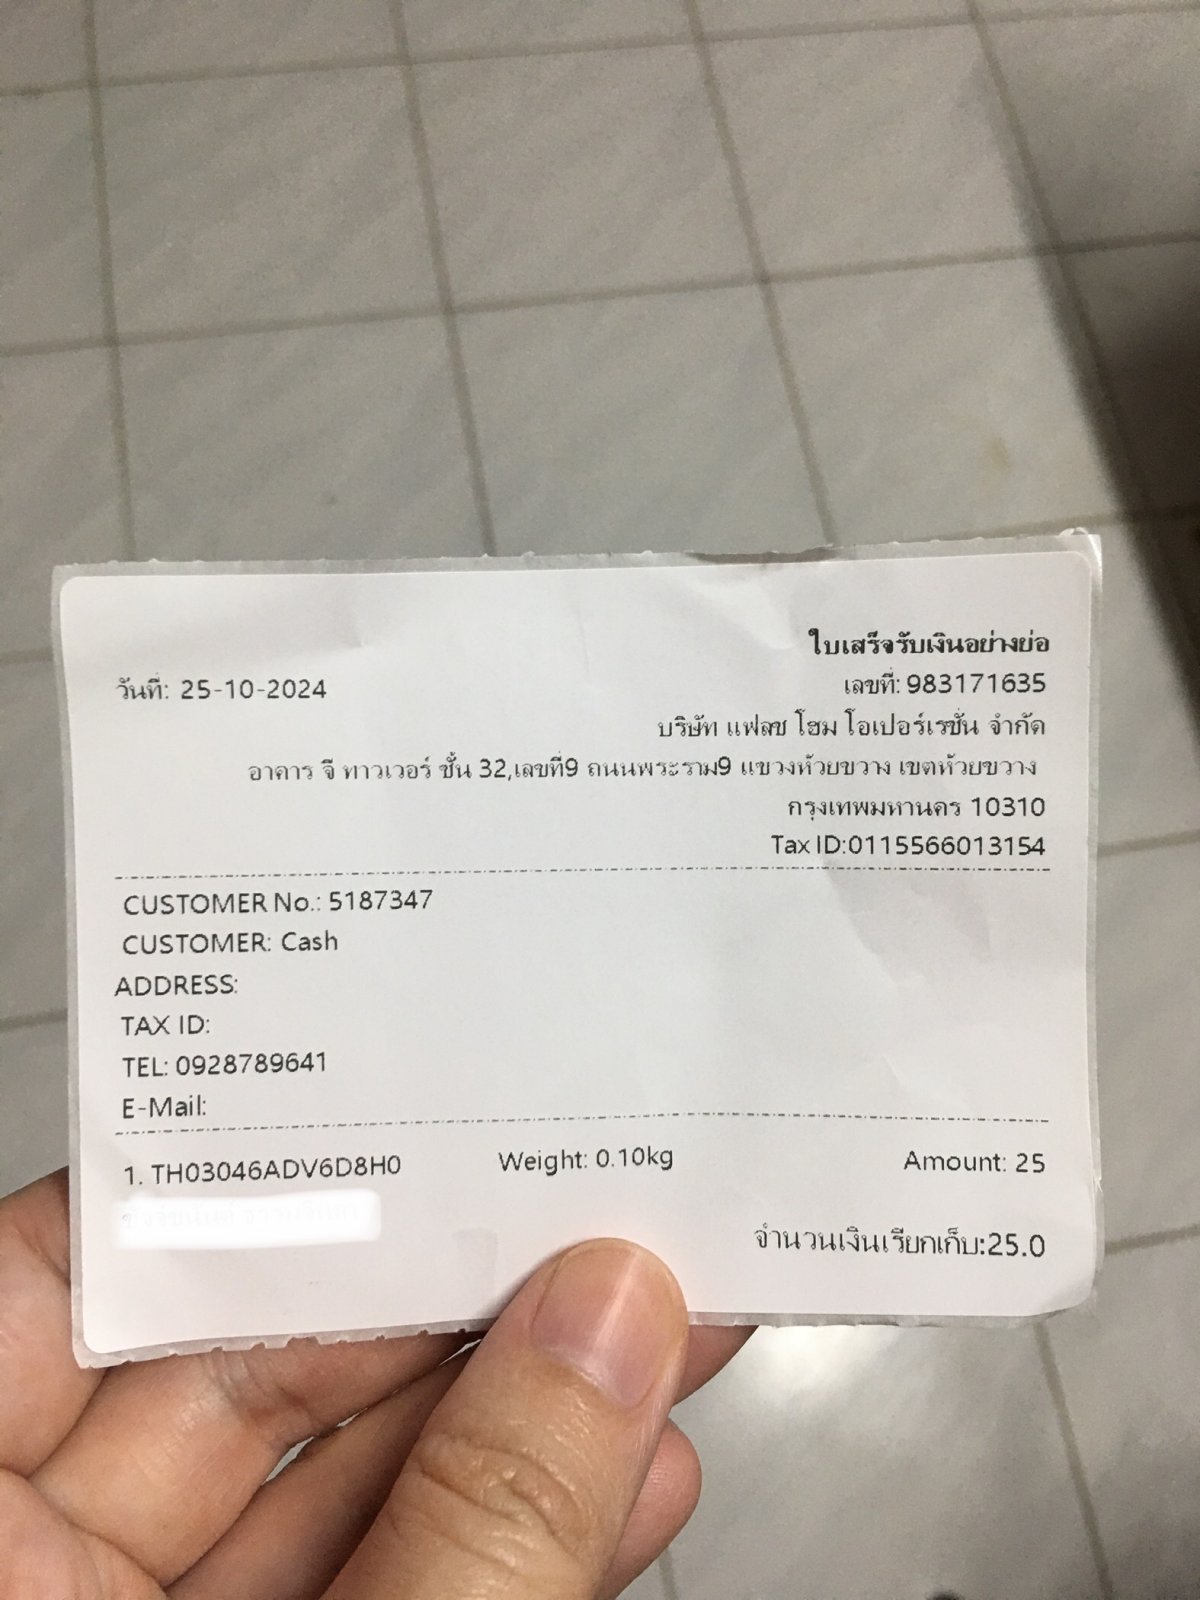 ใบเสร็จรับเงินอย่างย่อ
วันที่: 25-10-2024
เลขที่: 983171635
บริษัท แฟลช โฮม โอเปอร์เรชั่น จำกัด
อาคาร จี ทาวเวอร์ ชั้น 32,เลขที่9 ถนนพระราม9 แขวงห้วยขวาง เขตห้วยขวาง
กรุงเทพมหานคร 10310
Tax ID:0115566013154
CUSTOMER No.: 5187347
CUSTOMER: Cash
ADDRESS:
TAX ID:
TEL: 0928789641
E-Mail:
1. TH03046ADV6D8H0 Weight: 0.10kg Amount: 25
จำนวนเงินเรียกเก็บ:25.0